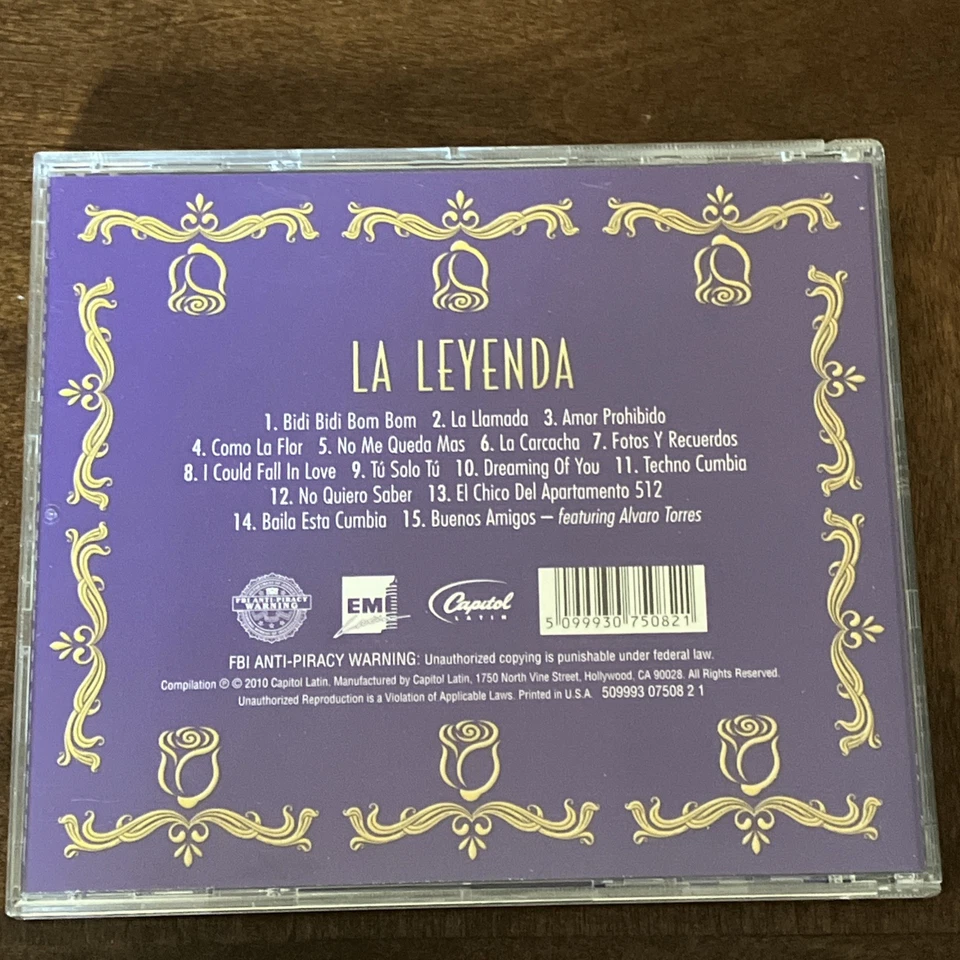 LA LEYENDA
1. Bidi Bidi Bom Bom 2. La Llamada 3. Amor Prohibido
4. Como La Flor 5. No Me Queda Mas 6. La Carcacha 7. Fotos Y Recuerdos
8. I Could Fall In Love 9. Tú Solo Tú 10. Dreaming Of You 11. Techno Cumbia
12. No Quiero Saber 13. El Chico Del Apartamento 512
14. Baila Esta Cumbia 15. Buenos Amigos – featuring Alvaro Torres
FBI ANTI-PIRACY
WARNING
EMI
Capitol
LATIN
5 099930 750821
FBI ANTI-PIRACY WARNING: Unauthorized copying is punishable under federal law.
Compilation ℗ © 2010 Capitol Latin. Manufactured by Capitol Latin, 1750 North Vine Street, Hollywood, CA 90028. All Rights Reserved.
Unauthorized Reproduction is a Violation of Applicable Laws. Printed in U.S.A. 509993 07508 2 1